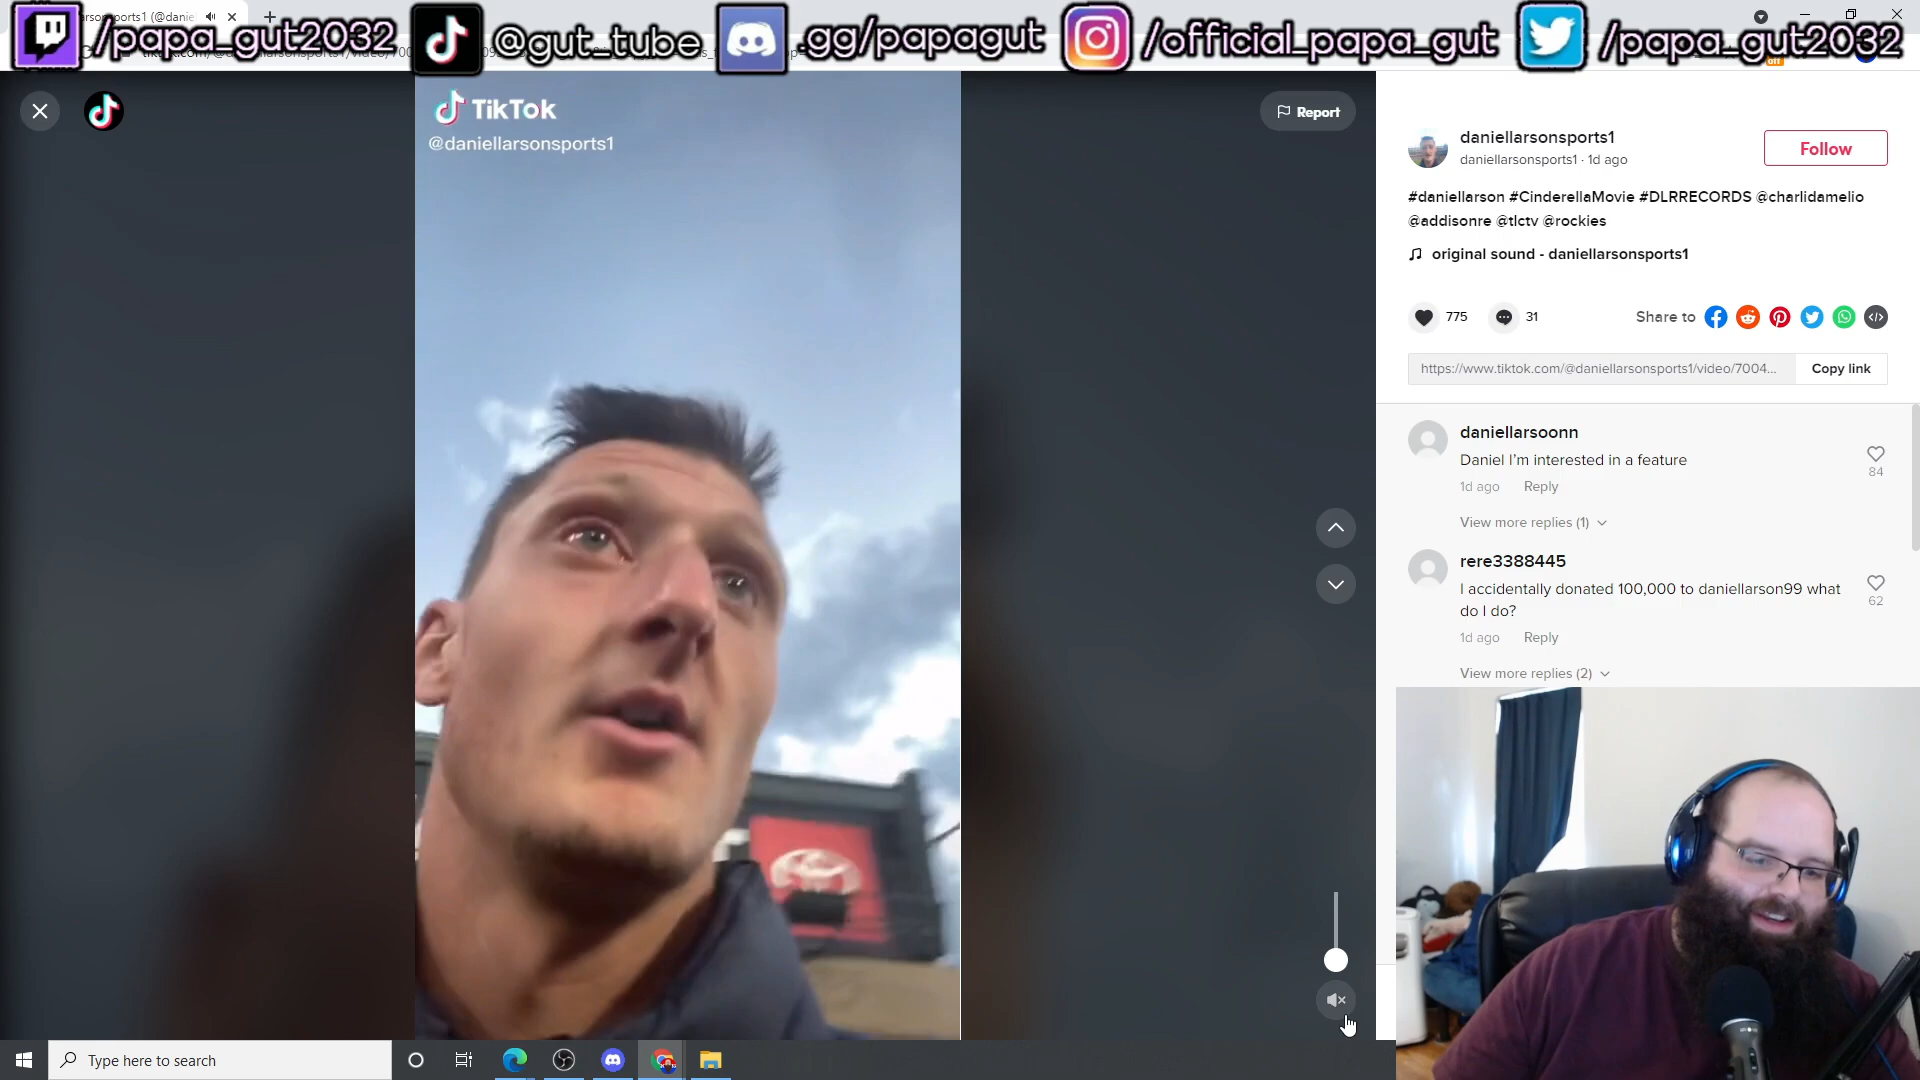 rsonsports1 (@danie
/papa_gut2032
@gut_tube
gg/papagut
/official_papa_gut
/papa_gut2032
off
TikTok
@daniellarsonsports1
Report
daniellarsonsports1
daniellarsonsports1 · 1d ago
Follow
#daniellarson #CinderellaMovie #DLRRECORDS @charlidamelio
@addisonre @tlctv @rockies
original sound - daniellarsonsports1
775
31
Share to
https://www.tiktok.com/@daniellarsonsports1/video/7004...
Copy link
daniellarsoonn
Daniel I’m interested in a feature
84
1d ago Reply
View more replies (1)
rere3388445
I accidentally donated 100,000 to daniellarson99 what
do I do?
62
1d ago Reply
View more replies (2)
Type here to search